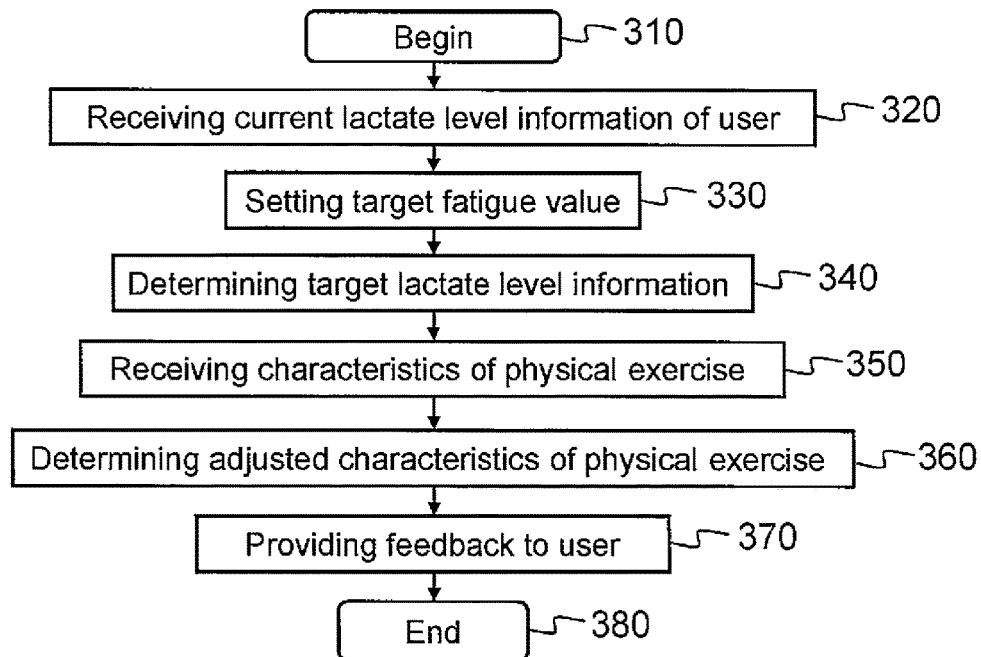 Begin 310
Receiving current lactate level information of user 320
Setting target fatigue value 330
Determining target lactate level information 340
Receiving characteristics of physical exercise 350
Determining adjusted characteristics of physical exercise 360
Providing feedback to user 370
End 380